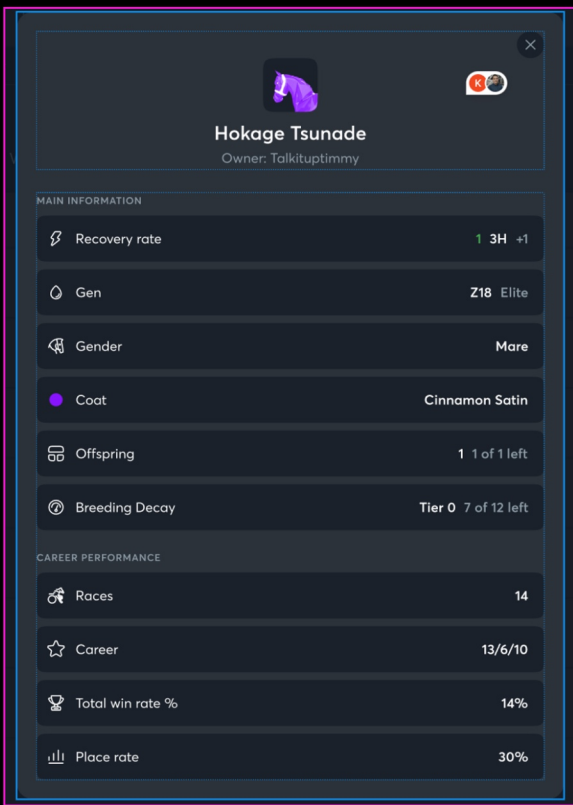 K
Hokage Tsunade
Owner: Talkituptimmy
MAIN INFORMATION
Recovery rate 1 3H +1
Gen Z18 Elite
Gender Mare
Coat Cinnamon Satin
Offspring 1 1 of 1 left
Breeding Decay Tier 0 7 of 12 left
CAREER PERFORMANCE
Races 14
Career 13/6/10
Total win rate % 14%
Place rate 30%